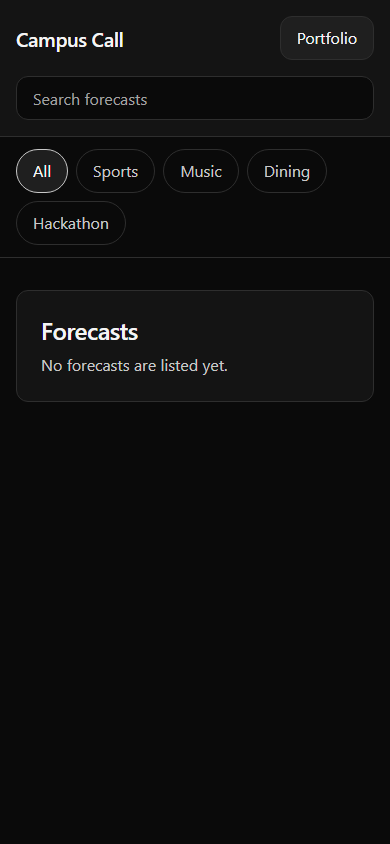 Campus Call
Portfolio
Search forecasts
All
Sports
Music
Dining
Hackathon
Forecasts
No forecasts are listed yet.